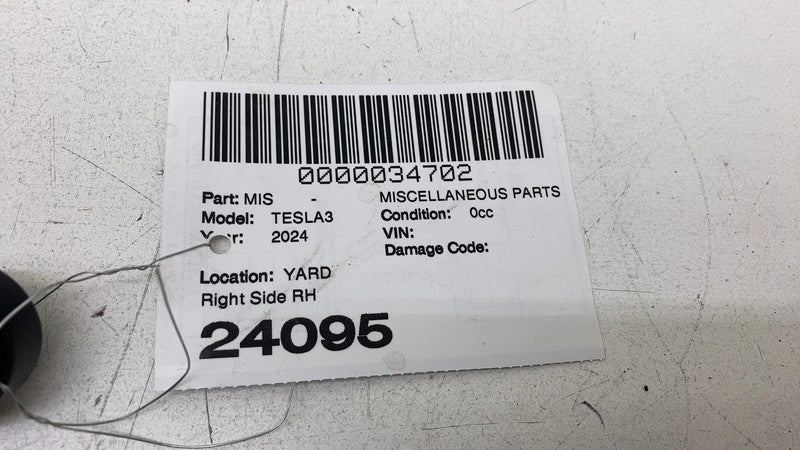 0000034702
Part: MIS - MISCELLANEOUS PARTS
Model: TESLA3 Condition: 0cc
Year: 2024 VIN:
Damage Code:
Location: YARD
Right Side RH
24095